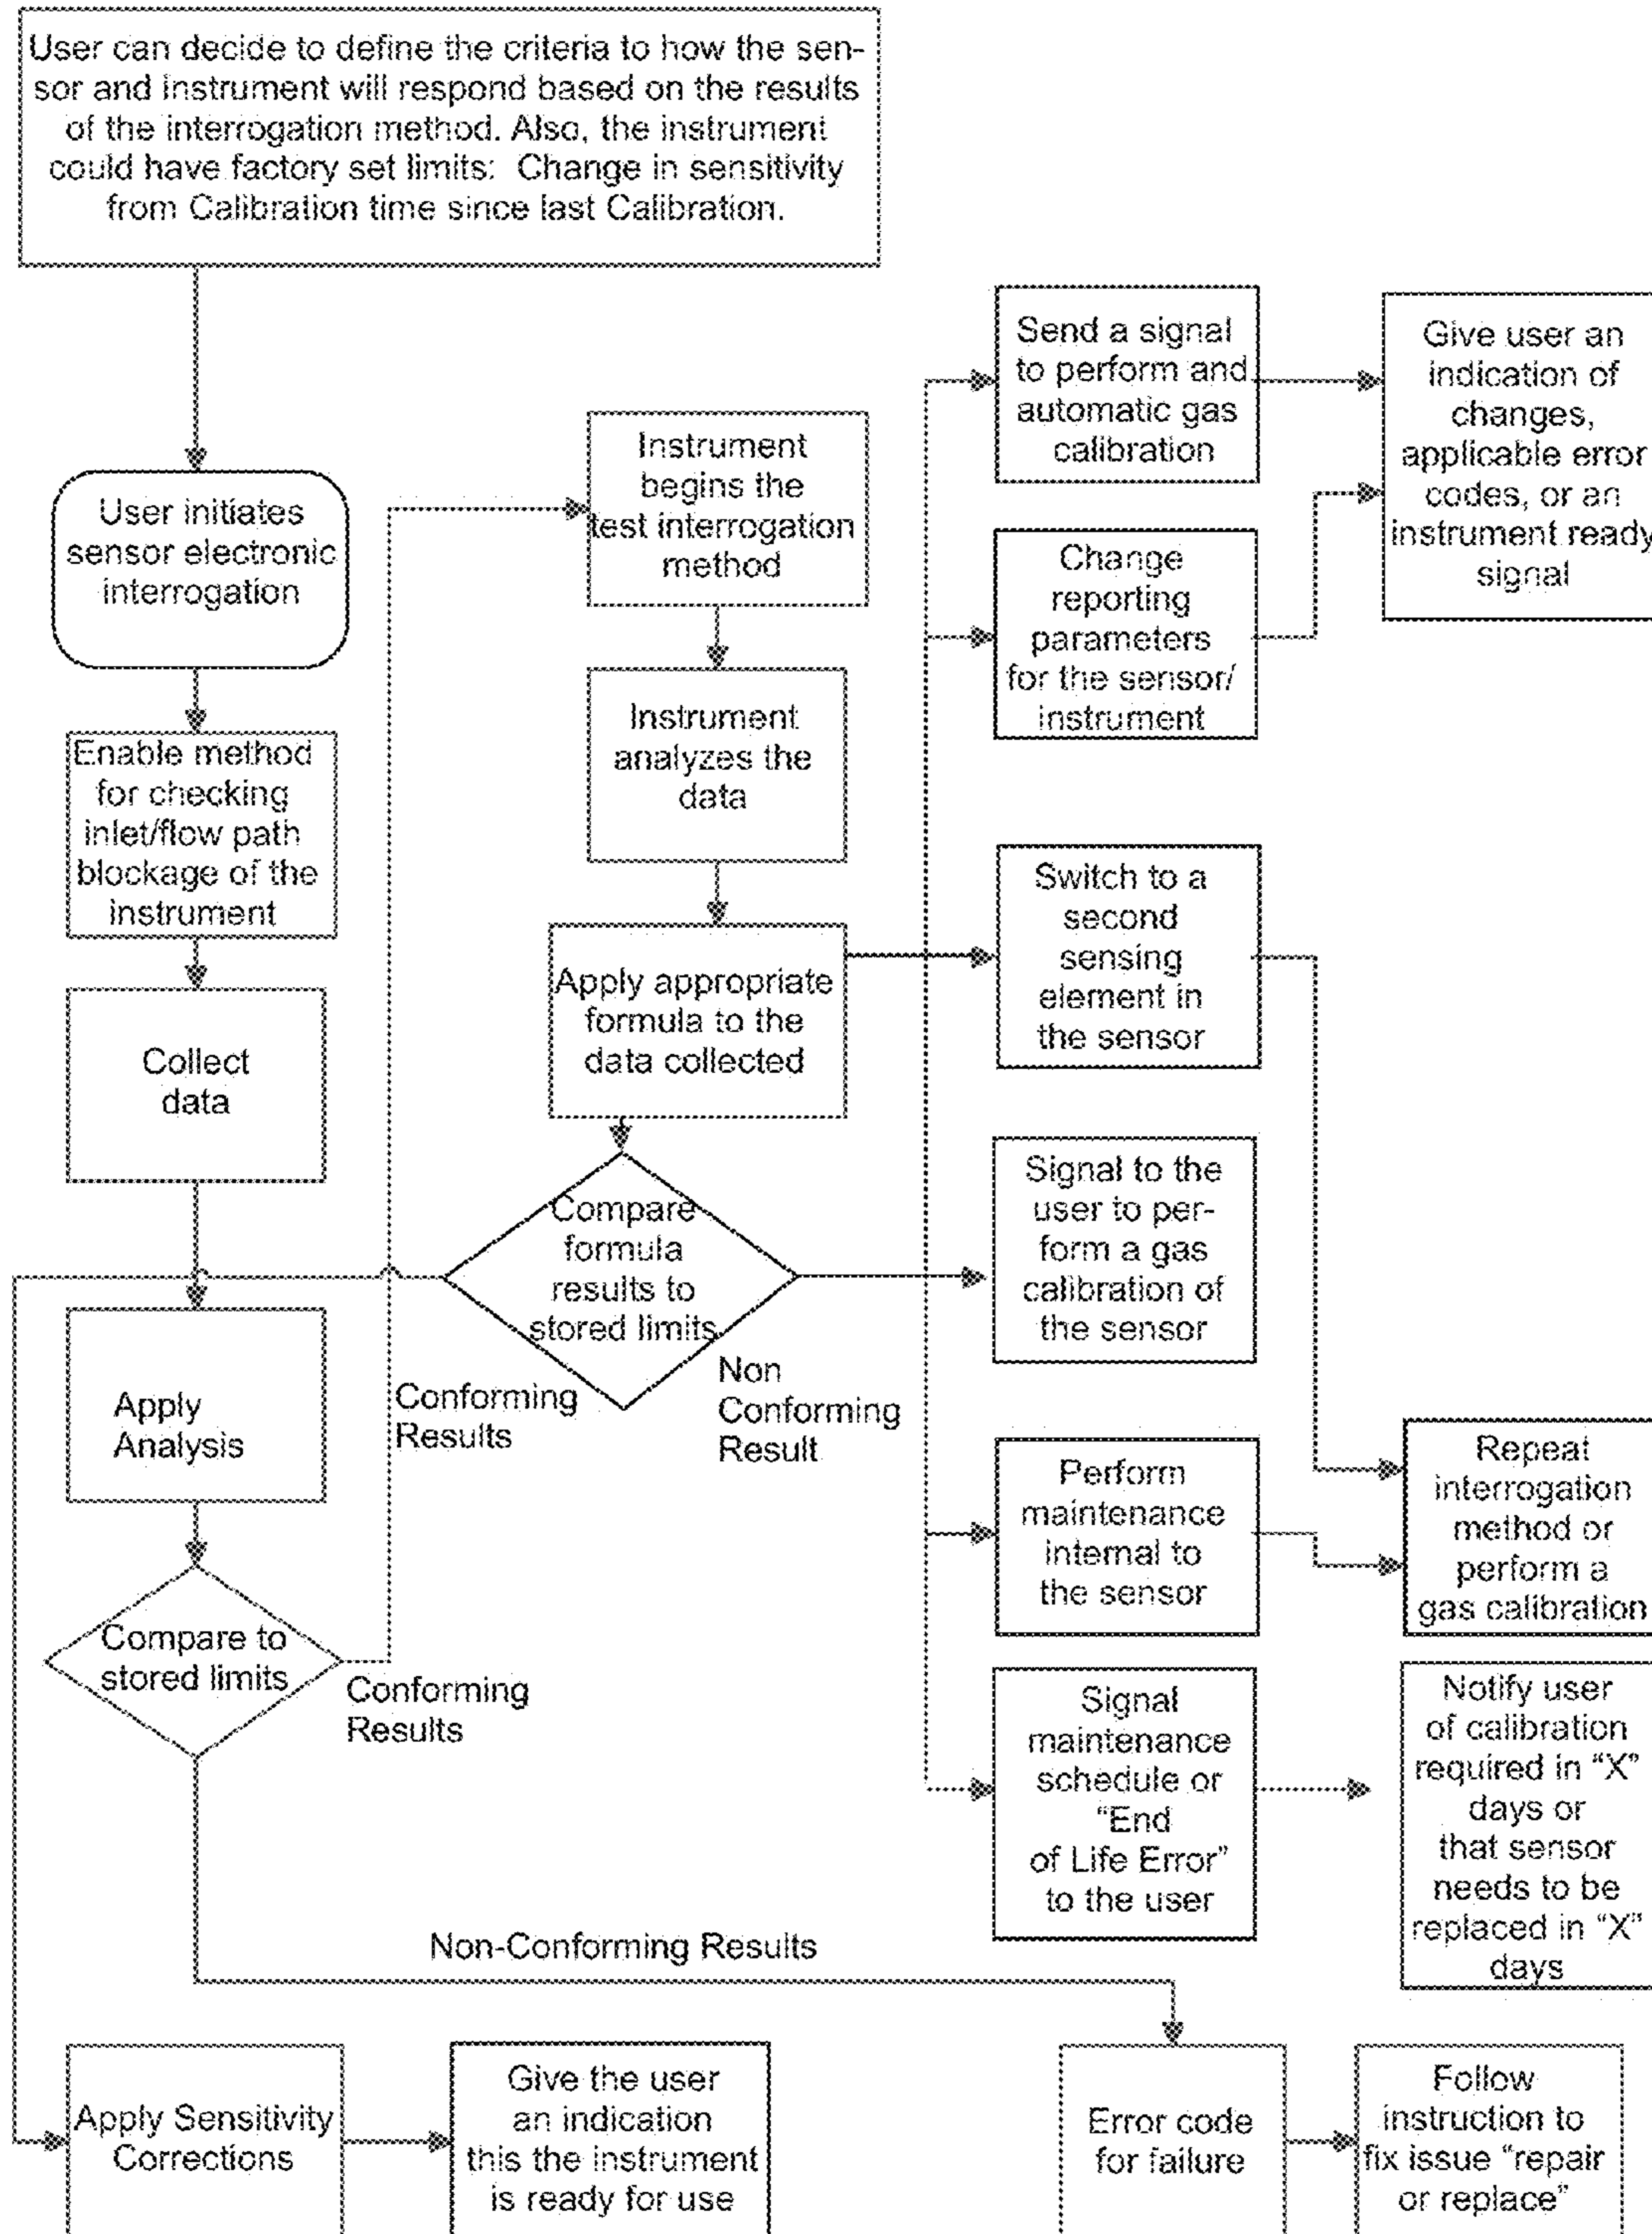 User can decide to define the criteria to how the sen-
sor and instrument will respond based on the results
of the interrogation method. Also, the instrument
could have factory set limits: Change in sensitivity
from Calibration time since last Calibration.
User initiates
sensor electronic
interrogation
Enable method
for checking
inlet/flow path
blockage of the
instrument
Collect
data
Apply
Analysis
Compare to
stored limits
Conforming
Results
Conforming
Results
Instrument
begins the
test interrogation
method
Instrument
analyzes the
data
Apply appropriate
formula to the
data collected
Compare
formula
results to
stored limits
Non
Conforming
Result
Send a signal
to perform and
automatic gas
calibration
Give user an
indication of
changes,
applicable error
codes, or an
instrument ready
signal
Change
reporting
parameters
for the sensor/
instrument
Switch to a
second
sensing
element in
the sensor
Signal to the
user to per-
form a gas
calibration of
the sensor
Perform
maintenance
internal to
the sensor
Repeat
interrogation
method or
perform a
gas calibration
Signal
maintenance
schedule or
“End
of Life Error”
to the user
Notify user
of calibration
required in “X”
days or
that sensor
needs to be
replaced in “X”
days
Non-Conforming Results
Apply Sensitivity
Corrections
Give the user
an indication
this the instrument
is ready for use
Error code
for failure
Follow
instruction to
fix issue “repair
or replace”